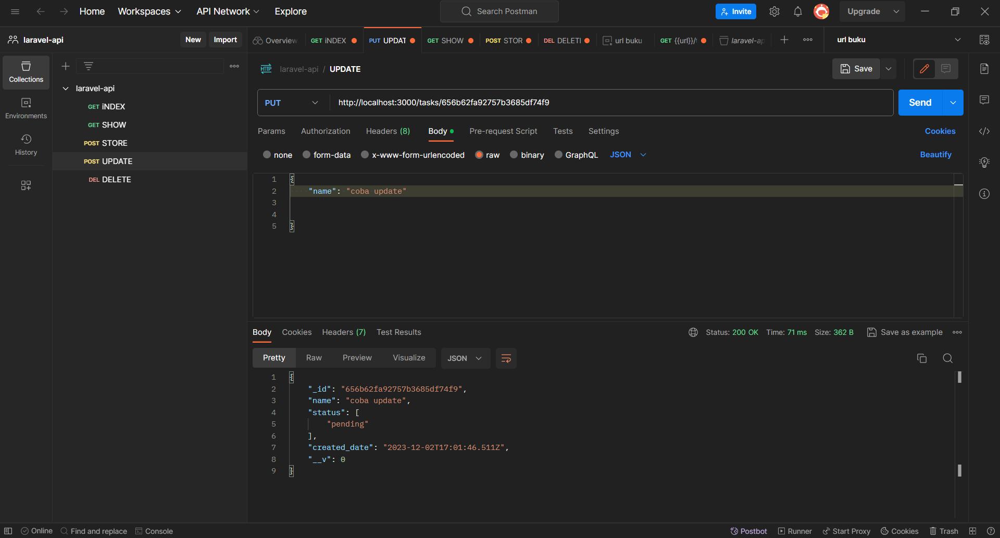 Home Workspaces API Network Explore Search Postman Invite Upgrade
laravel-api New Import Overview GET iNDEX PUT UPDAT GET SHOW POST STOR DEL DELETI url buku GET {{url}}/t laravel-ap url buku
Collections
Environments
History
laravel-api
GET iNDEX
GET SHOW
POST STORE
POST UPDATE
DEL DELETE
HTTP laravel-api / UPDATE Save
PUT http://localhost:3000/tasks/656b62fa92757b3685df74f9 Send
Params Authorization Headers (8) Body Pre-request Script Tests Settings Cookies
none form-data x-www-form-urlencoded raw binary GraphQL JSON Beautify
1 {
2 "name": "coba update"
3
4
5 }
Body Cookies Headers (7) Test Results Status: 200 OK Time: 71 ms Size: 362 B Save as example
Pretty Raw Preview Visualize JSON
1 {
2 "_id": "656b62fa92757b3685df74f9",
3 "name": "coba update",
4 "status": [
5 "pending"
6 ],
7 "created_date": "2023-12-02T17:01:46.511Z",
8 "__v": 0
9 }
Online Find and replace Console Postbot Runner Start Proxy Cookies Trash